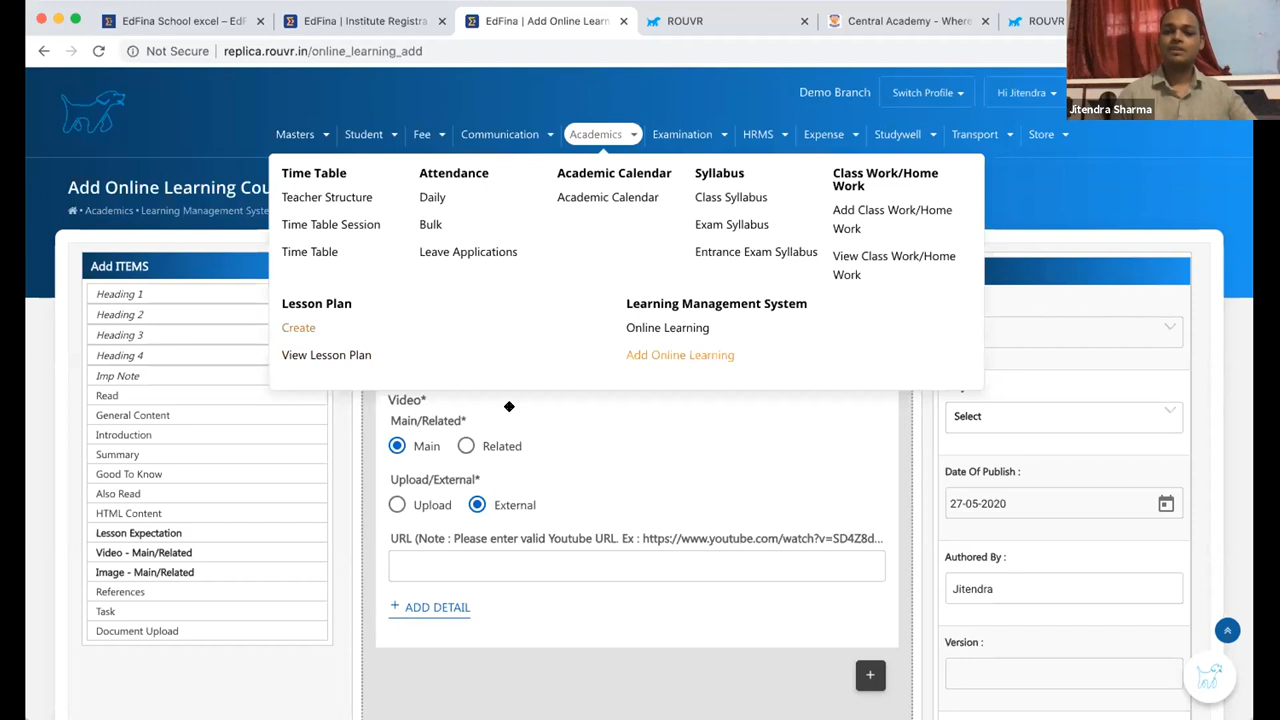 EdFina School excel – EdF
EdFina | Institute Registra
EdFina | Add Online Learn
ROUVR
Central Academy - Where
ROUVR
Not Secure
replica.rouvr.in/online_learning_add
Jitendra Sharma
Demo Branch
Switch Profile
Hi Jitendra
Masters
Student
Fee
Communication
Academics
Examination
HRMS
Expense
Studywell
Transport
Store
Add Online Learning Cou
Academics • Learning Management Syste
Time Table
Teacher Structure
Time Table Session
Time Table
Attendance
Daily
Bulk
Leave Applications
Academic Calendar
Academic Calendar
Syllabus
Class Syllabus
Exam Syllabus
Entrance Exam Syllabus
Class Work/Home
Work
Add Class Work/Home
Work
View Class Work/Home
Work
Lesson Plan
Create
View Lesson Plan
Learning Management System
Online Learning
Add Online Learning
Add ITEMS
Heading 1
Heading 2
Heading 3
Heading 4
Imp Note
Read
General Content
Introduction
Summary
Good To Know
Also Read
HTML Content
Lesson Expectation
Video - Main/Related
Image - Main/Related
References
Task
Document Upload
Video*
Main/Related*
Main
Related
Upload/External*
Upload
External
URL (Note : Please enter valid Youtube URL. Ex : https://www.youtube.com/watch?v=SD4Z8d...
+ ADD DETAIL
+
Select
Date Of Publish :
27-05-2020
Authored By :
Jitendra
Version :